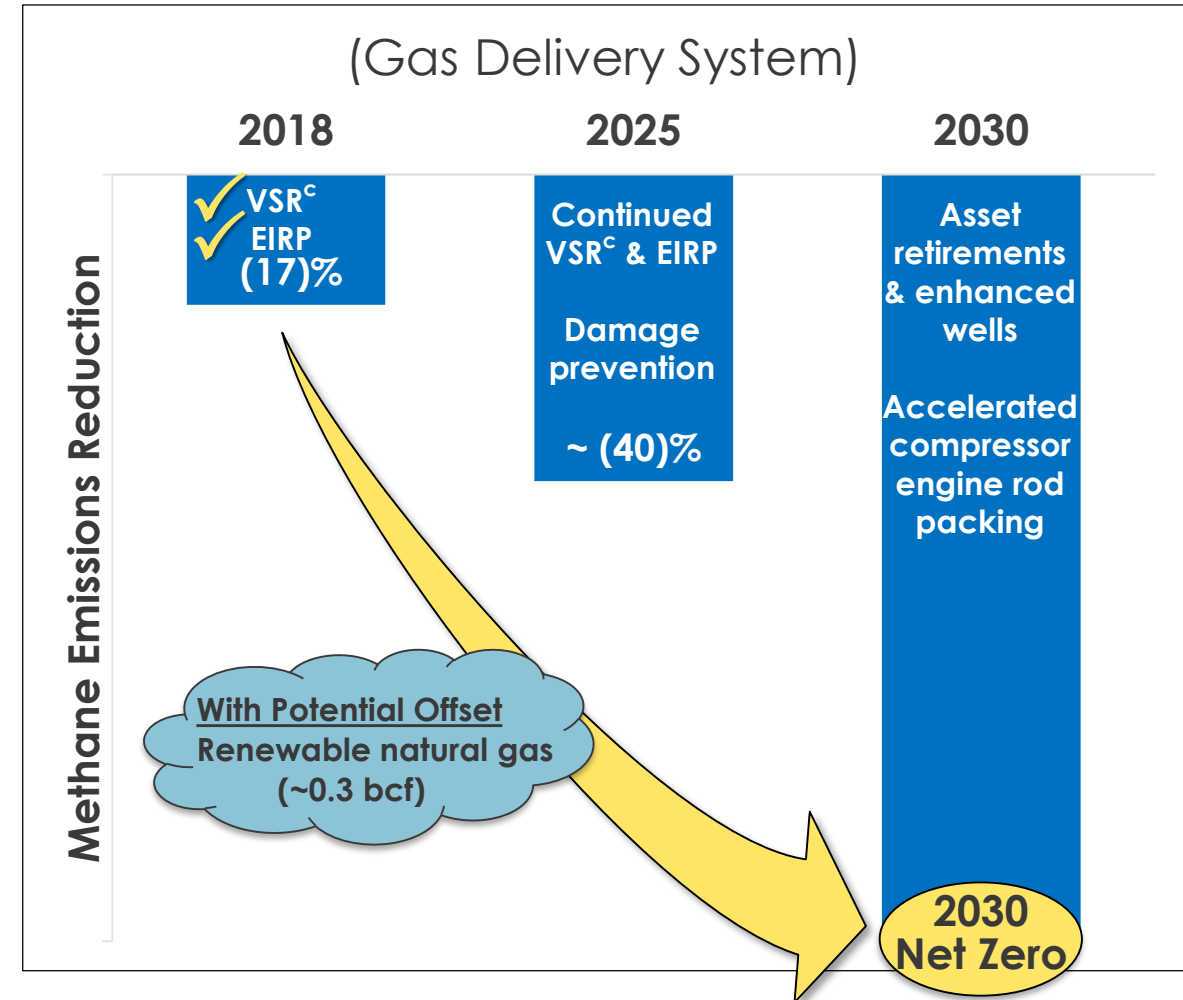 (Gas Delivery System)
2018
2025
2030
Methane Emissions Reduction
VSRᶜ
EIRP
(17)%
Continued
VSRᶜ & EIRP
Damage
prevention
~ (40)%
Asset
retirements
& enhanced
wells
Accelerated
compressor
engine rod
packing
With Potential Offset
Renewable natural gas
(~0.3 bcf)
2030
Net Zero